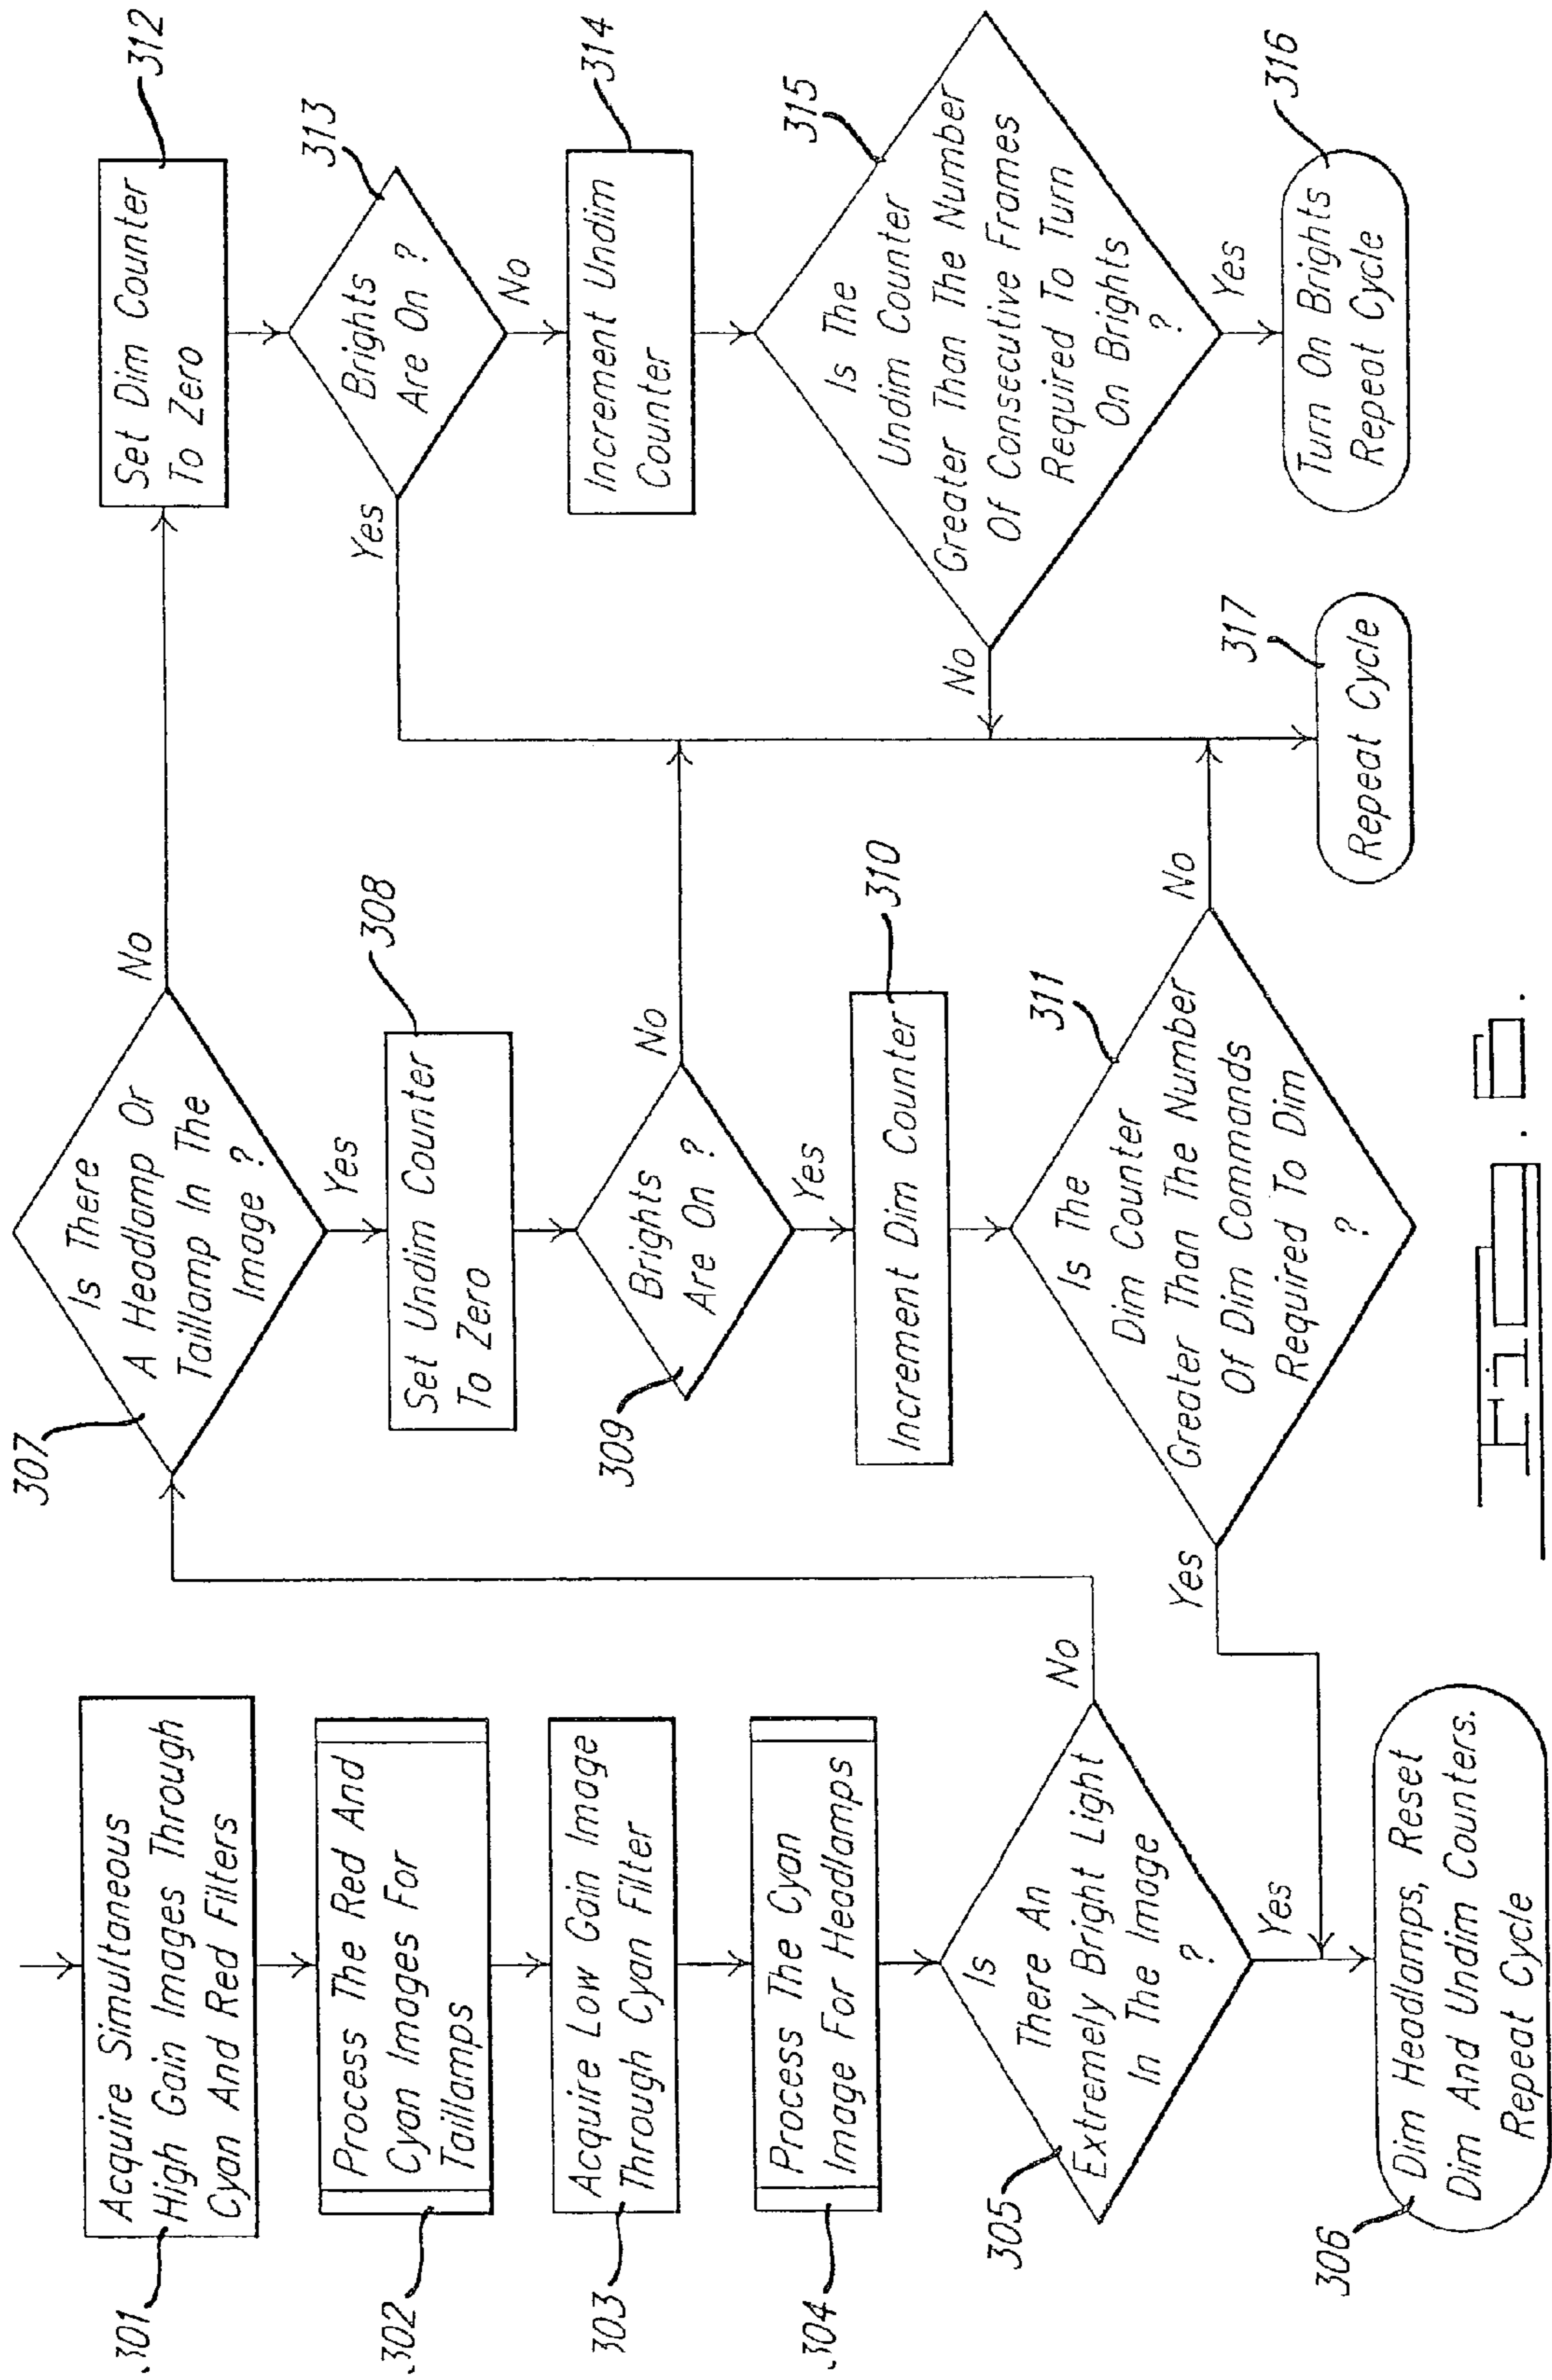 301
Acquire Simultaneous
High Gain Images Through
Cyan And Red Filters
302
Process The Red And
Cyan Images For
Taillamps
303
Acquire Low Gain Image
Through Cyan Filter
304
Process The Cyan
Image For Headlamps
305
Is
There An
Extremely Bright Light
In The Image
?
No
Yes
306
Dim Headlamps, Reset
Dim And Undim Counters.
Repeat Cycle
307
Is There
A Headlamp Or
Taillamp In The
Image ?
No
Yes
308
Set Undim Counter
To Zero
309
Brights
Are On ?
No
Yes
310
Increment Dim Counter
311
Is The
Dim Counter
Greater Than The Number
Of Dim Commands
Required To Dim
?
Yes
No
312
Set Dim Counter
To Zero
313
Brights
Are On ?
Yes
No
314
Increment Undim
Counter
315
Is The
Undim Counter
Greater Than The Number
Of Consecutive Frames
Required To Turn
On Brights
?
No
Yes
316
Turn On Brights
Repeat Cycle
317
Repeat Cycle